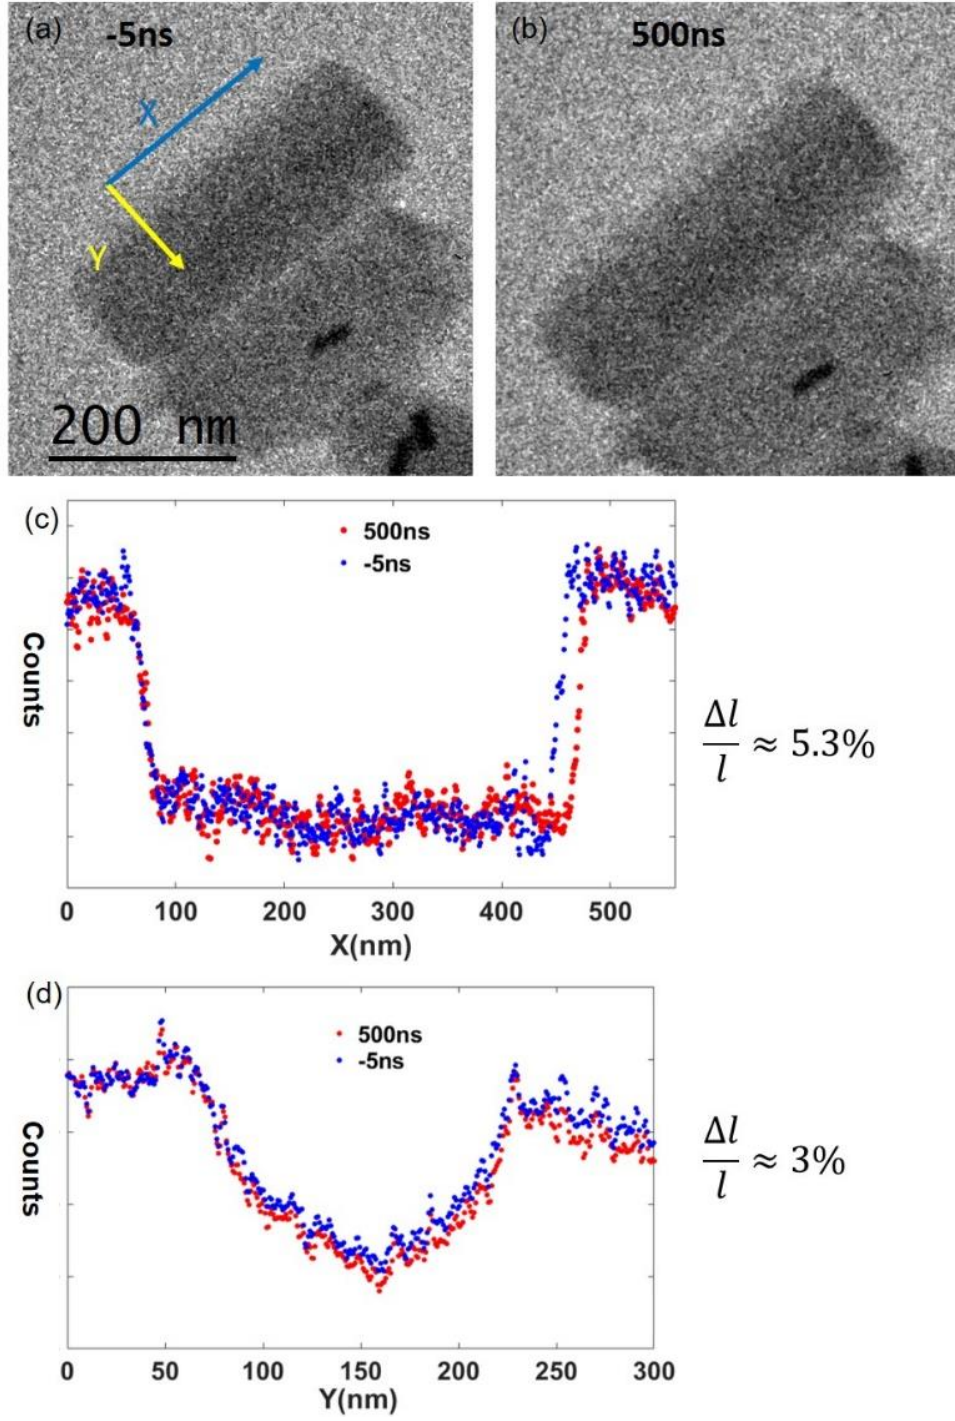 (a) -5ns
X
Y
200 nm
(b) 500ns
(c)
500ns
-5ns
Counts
0 100 200 300 400 500
X(nm)
Δl/l ≈ 5.3%
(d)
500ns
-5ns
Counts
0 50 100 150 200 250 300
Y(nm)
Δl/l ≈ 3%